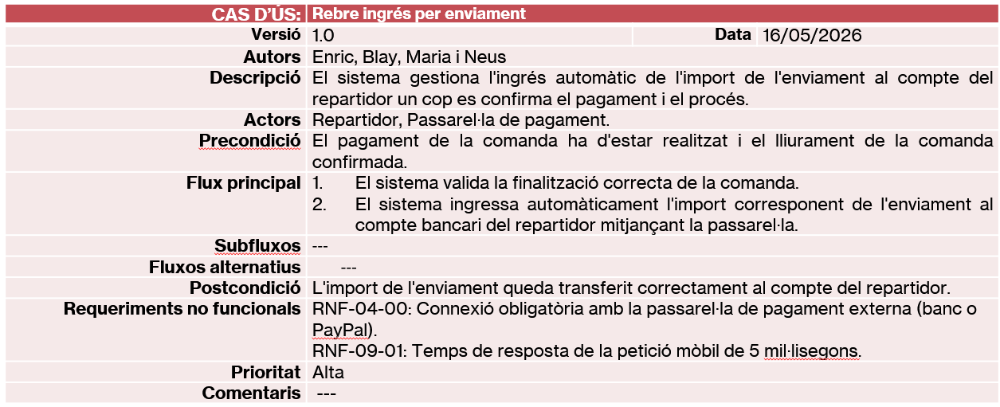 CAS D'ÚS: Rebre ingrés per enviament
Versió 1.0 Data 16/05/2026
Autors Enric, Blay, Maria i Neus
Descripció El sistema gestiona l'ingrés automàtic de l'import de l'enviament al compte del
repartidor un cop es confirma el pagament i el procés.
Actors Repartidor, Passarel·la de pagament.
Precondició El pagament de la comanda ha d'estar realitzat i el lliurament de la comanda
confirmada.
Flux principal 1. El sistema valida la finalització correcta de la comanda.
2. El sistema ingressa automàticament l'import corresponent de l'enviament al
compte bancari del repartidor mitjançant la passarel·la.
Subfluxos ---
Fluxos alternatius ---
Postcondició L'import de l'enviament queda transferit correctament al compte del repartidor.
Requeriments no funcionals RNF-04-00: Connexió obligatòria amb la passarel·la de pagament externa (banc o
PayPal).
RNF-09-01: Temps de resposta de la petició mòbil de 5 mil·lisegons.
Prioritat Alta
Comentaris ---